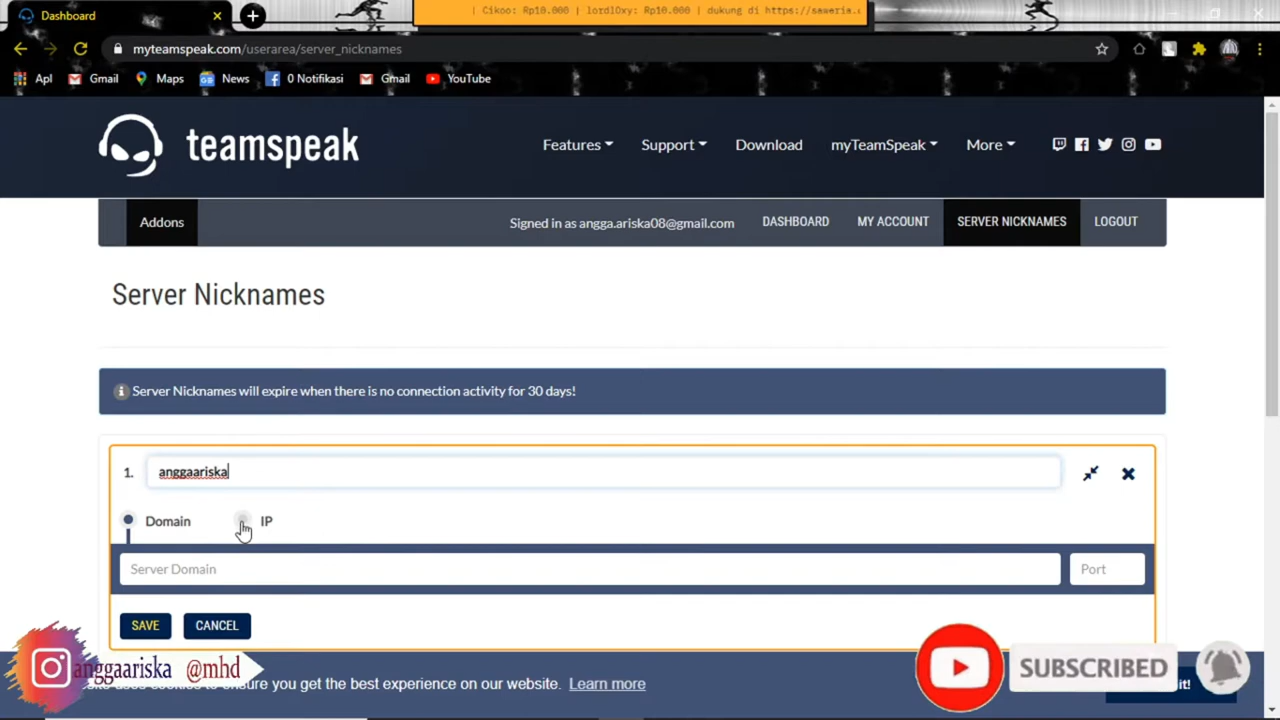 Dashboard
| Cikoo: Rp10.000 | lordlOxy: Rp10.000 | dukung di https://saweria.
myteamspeak.com/userarea/server_nicknames
Apl Gmail Maps News 0 Notifikasi Gmail YouTube
teamspeak Features Support Download myTeamSpeak More
Addons Signed in as angga.ariska08@gmail.com DASHBOARD MY ACCOUNT SERVER NICKNAMES LOGOUT
Server Nicknames
Server Nicknames will expire when there is no connection activity for 30 days!
1. anggaariska
Domain IP
Server Domain Port
SAVE CANCEL
anggaariska @mhd
SUBSCRIBED
to ensure you get the best experience on our website. Learn more it!